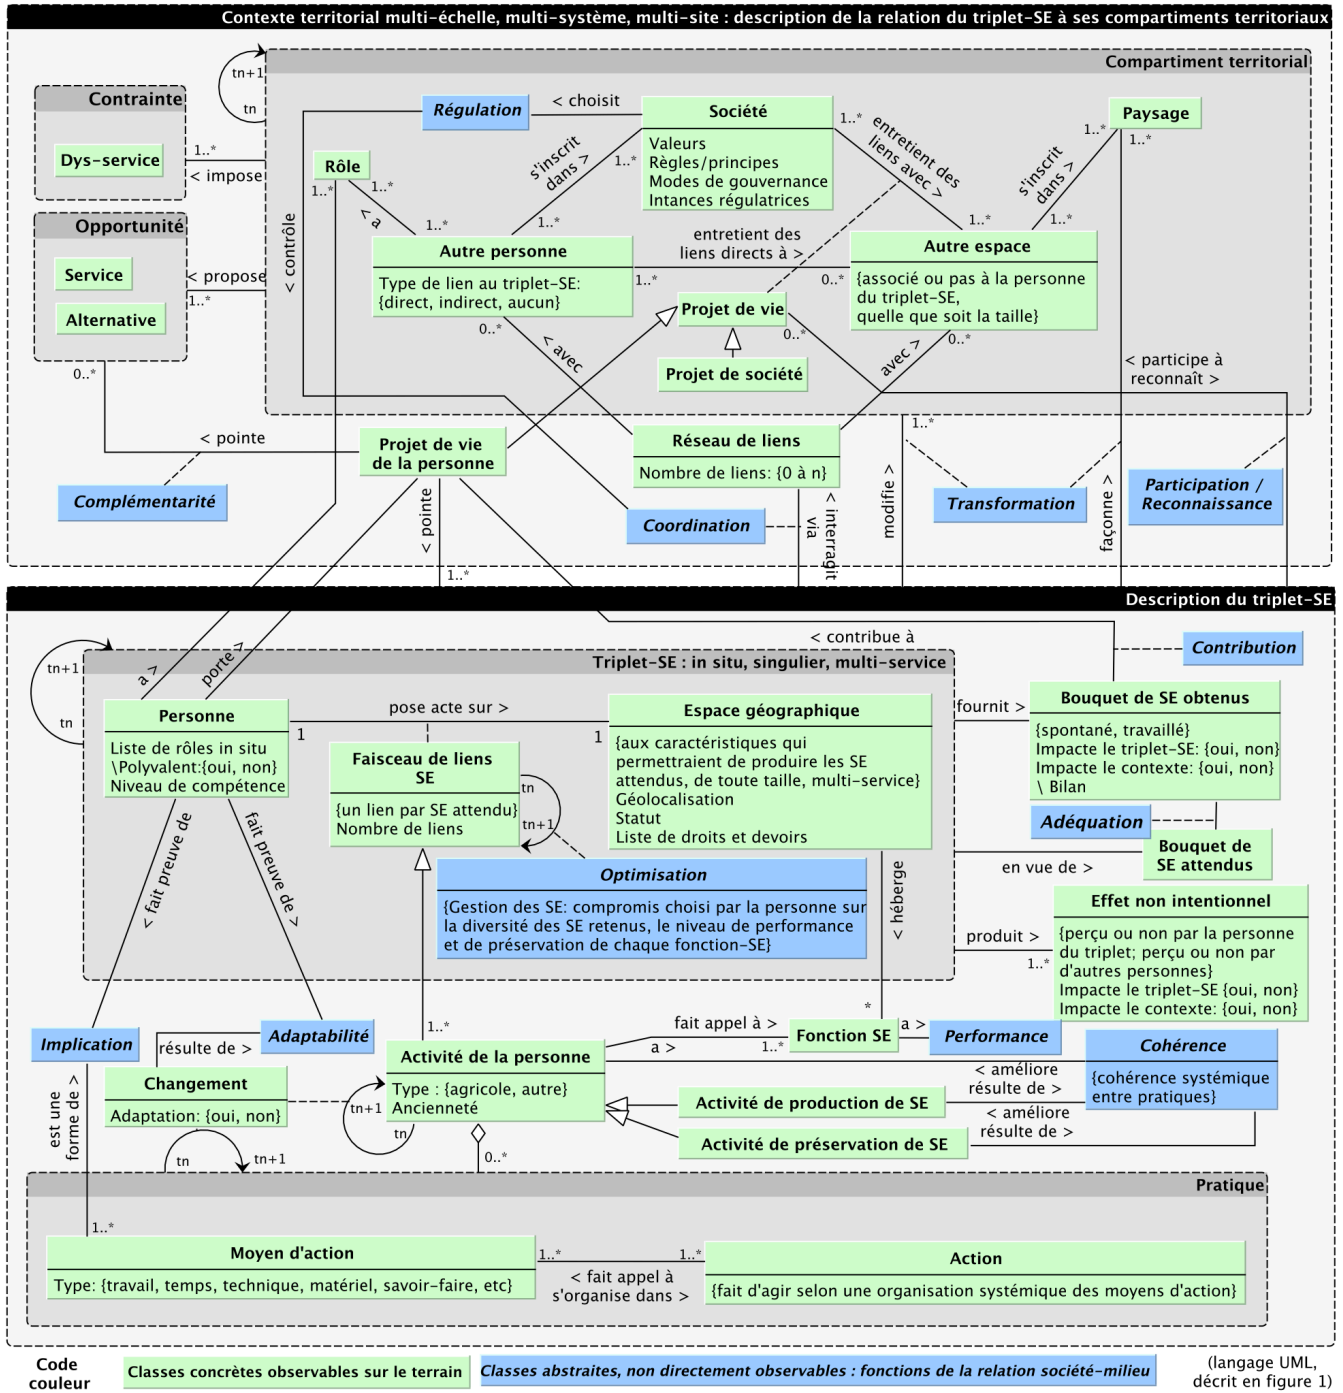 Contexte territorial multi-échelle, multi-système, multi-site : description de la relation du triplet-SE à ses compartiments territoriaux
Compartiment territorial
tn+1
tn
Contrainte
Dys-service
1..*
< impose
Opportunité
Service
Alternative
< propose
1..*
0..*
Régulation
< choisit
Société
Valeurs
Règles/principes
Modes de gouvernance
Intances régulatrices
1..*
entretient des
liens avec >
1..*
Paysage
1..*
1..*
s'inscrit
dans >
1..*
Rôle
1..*
1..*
< a
1..*
s'inscrit
dans >
1..*
1..*
< contrôle
Autre personne
Type de lien au triplet-SE:
{direct, indirect, aucun}
0..*
entretient des
liens directs à >
1..*
0..*
Autre espace
{associé ou pas à la personne
du triplet-SE,
quelle que soit la taille}
0..*
Projet de vie
0..*
Projet de société
< avec
avec >
< participe à
reconnaît >
< pointe
Projet de vie
de la personne
Réseau de liens
Nombre de liens: {0 à n}
1..*
Complémentarité
< pointe
1..*
Coordination
< interragit
via
modifie >
Transformation
façonne >
Participation /
Reconnaissance
Description du triplet-SE
< contribue à
Contribution
tn+1
tn
Triplet-SE : in situ, singulier, multi-service
a >
porte >
Personne
Liste de rôles in situ
\Polyvalent:{oui, non}
Niveau de compétence
pose acte sur >
1
1
Faisceau de liens
SE
{un lien par SE attendu}
Nombre de liens
tn
tn+1
Espace géographique
{aux caractéristiques qui
permettraient de produire les SE
attendus, de toute taille, multi-service}
Géolocalisation
Statut
Liste de droits et devoirs
fournit >
Bouquet de SE obtenus
{spontané, travaillé}
Impacte le triplet-SE: {oui, non}
Impacte le contexte: {oui, non}
\ Bilan
Adéquation
Bouquet de
SE attendus
en vue de >
Optimisation
{Gestion des SE: compromis choisi par la personne sur
la diversité des SE retenus, le niveau de performance
et de préservation de chaque fonction-SE}
< fait preuve de
fait preuve de >
< héberge
*
produit >
1..*
Effet non intentionnel
{perçu ou non par la personne
du triplet; perçu ou non par
d'autres personnes}
Impacte le triplet-SE {oui, non}
Impacte le contexte: {oui, non}
Implication
Adaptabilité
résulte de >
1..*
Activité de la personne
Type : {agricole, autre}
Ancienneté
fait appel à >
a >
1..*
Fonction SE
a >
Performance
Cohérence
{cohérence systémique
entre pratiques}
< améliore
résulte de >
Changement
Adaptation: {oui, non}
tn+1
tn
Activité de production de SE
< améliore
résulte de >
Activité de préservation de SE
est une
forme de >
tn
tn+1
0..*
Pratique
1..*
Moyen d'action
Type: {travail, temps, technique, matériel, savoir-faire, etc}
1..*
1..*
< fait appel à
s'organise dans >
Action
{fait d'agir selon une organisation systémique des moyens d'action}
Code
couleur
Classes concrètes observables sur le terrain
Classes abstraites, non directement observables : fonctions de la relation société-milieu
(langage UML,
décrit en figure 1)